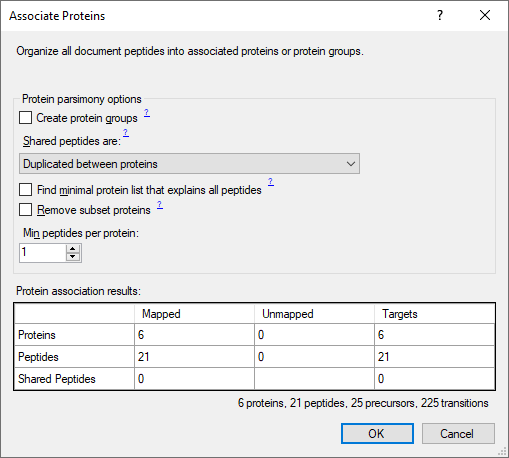 Associate Proteins ? ×
Organize all document peptides into associated proteins or protein groups.
Protein parsimony options
Create protein groups ?
Shared peptides are: ?
Duplicated between proteins
Find minimal protein list that explains all peptides ?
Remove subset proteins ?
Min peptides per protein:
1
Protein association results:
Mapped Unmapped Targets
Proteins 6 0 6
Peptides 21 0 21
Shared Peptides 0 0
6 proteins, 21 peptides, 25 precursors, 225 transitions
OK Cancel